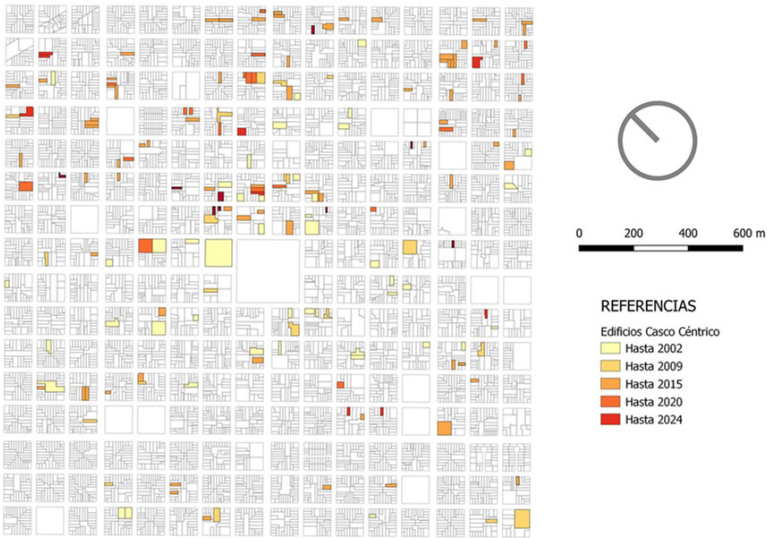 0 200 400 600 m
REFERENCIAS
Edificios Casco Céntrico
Hasta 2002
Hasta 2009
Hasta 2015
Hasta 2020
Hasta 2024